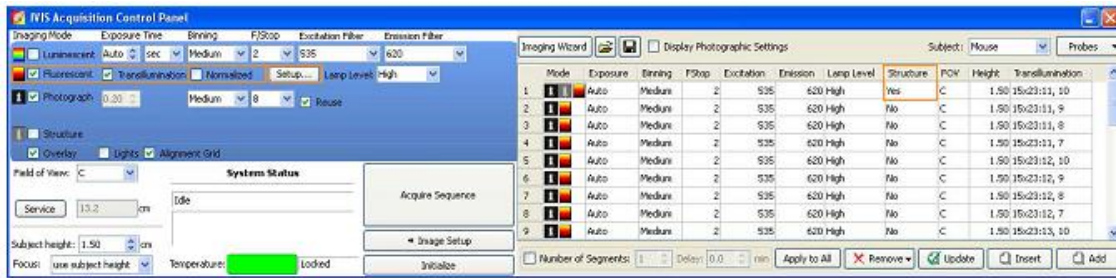 IVIS Acquisition Control Panel
Imaging Mode Exposure Time Binning F/Stop Excitation Filter Emission Filter
Luminescent Auto sec Medium 2 535 620
Fluorescent Transillumination Normalized Setup... Lamp Level: High
Photograph 0.20 Medium 8 Reuse
Structure
Overlay Lights Alignment Grid
Field of View: C System Status
Idle
Service 13.2 cm
Acquire Sequence
Subject height: 1.50 cm
Image Setup
Focus: use subject height Temperature: Locked Initialize
Imaging Wizard Display Photographic Settings Subject: Mouse Probes
Mode Exposure Binning FStop Excitation Emission Lamp Level Structure FOV Height Transillumination
1 Auto Medium 2 535 620 High Yes C 1.50 15x23:11, 10
2 Auto Medium 2 535 620 High No C 1.50 15x23:11, 9
3 Auto Medium 2 535 620 High No C 1.50 15x23:11, 8
4 Auto Medium 2 535 620 High No C 1.50 15x23:11, 7
5 Auto Medium 2 535 620 High No C 1.50 15x23:12, 10
6 Auto Medium 2 535 620 High No C 1.50 15x23:12, 9
7 Auto Medium 2 535 620 High No C 1.50 15x23:12, 8
8 Auto Medium 2 535 620 High No C 1.50 15x23:12, 7
9 Auto Medium 2 535 620 High No C 1.50 15x23:13, 10
Number of Segments: 1 Delay: 0.0 min Apply to All Remove Update Insert Add